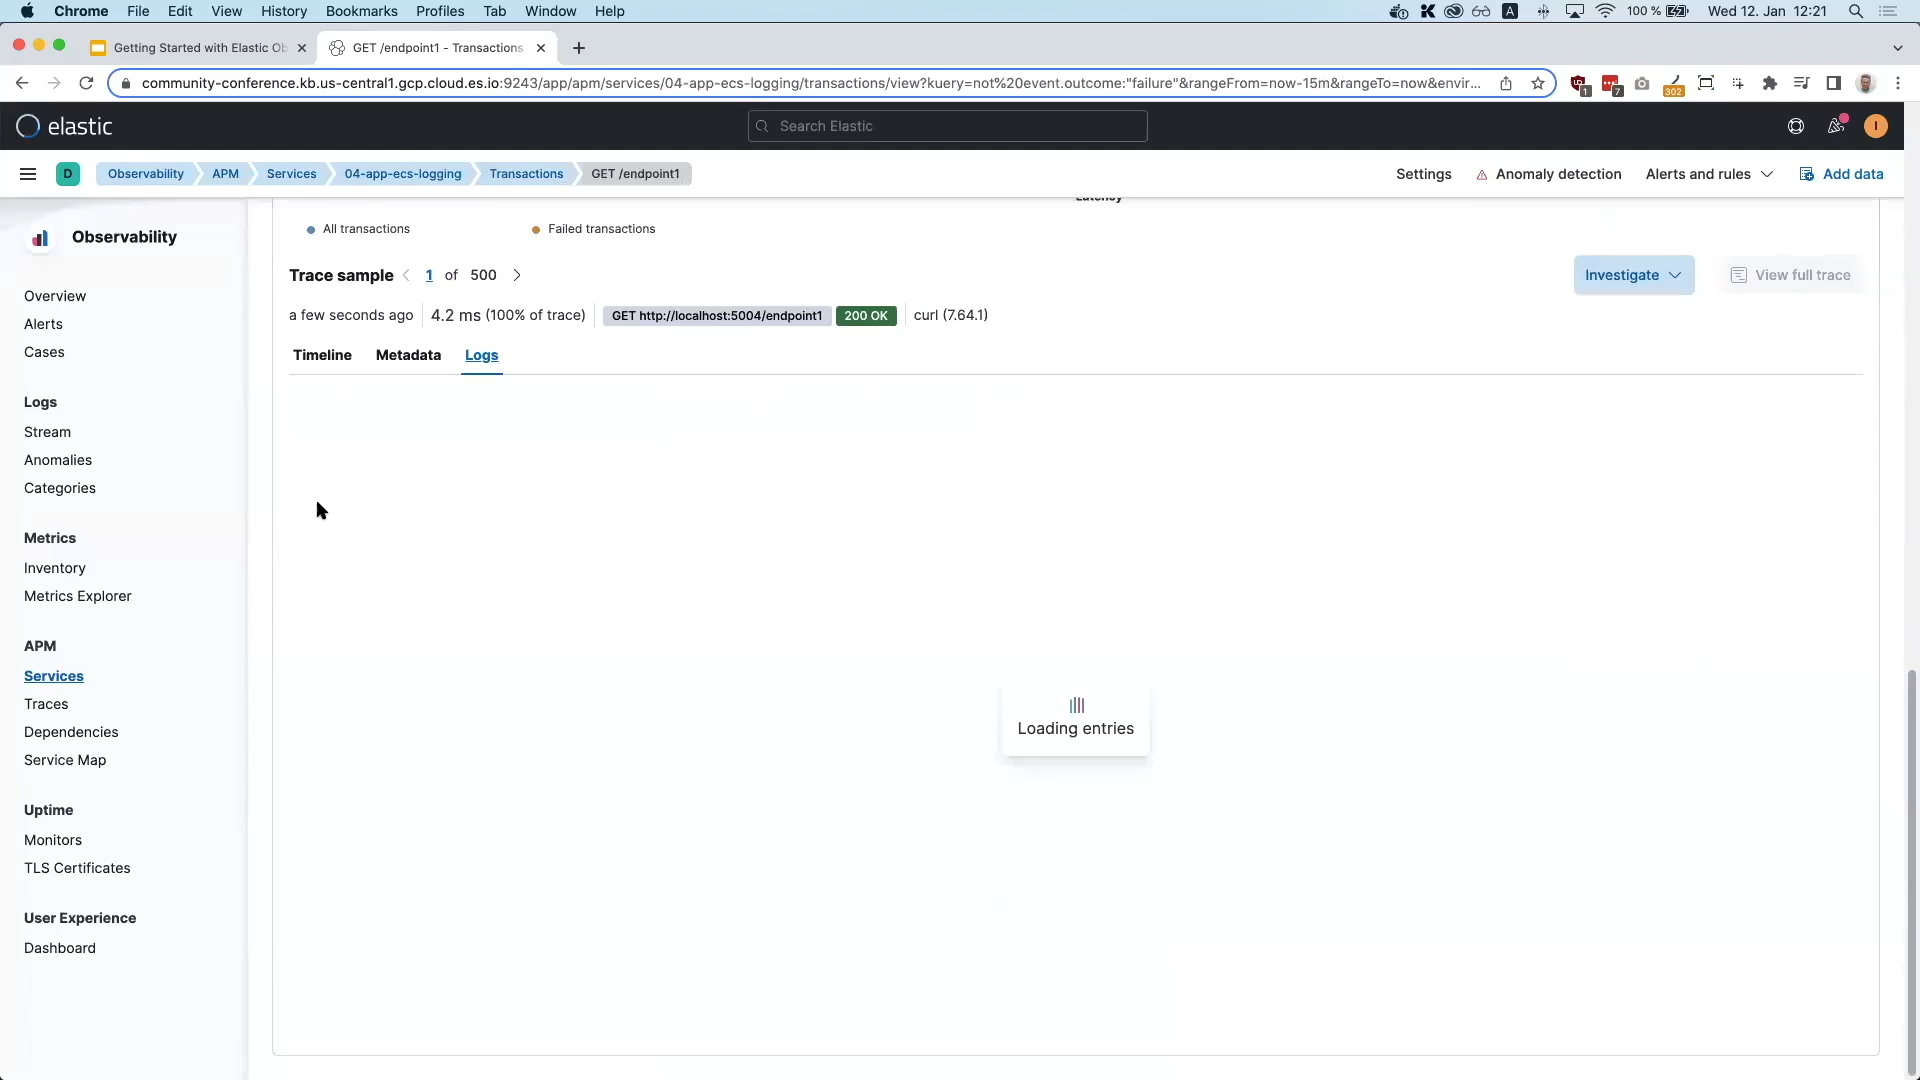 Chrome File Edit View History Bookmarks Profiles Tab Window Help A 100 % Wed 12. Jan 12:21
Getting Started with Elastic Ob
GET /endpoint1 - Transactions
community-conference.kb.us-central1.gcp.cloud.es.io:9243/app/apm/services/04-app-ecs-logging/transactions/view?kuery=not%20event.outcome:"failure"&rangeFrom=now-15m&rangeTo=now&envir...
1 7 302
elastic
Search Elastic
I
D Observability APM Services 04-app-ecs-logging Transactions GET /endpoint1
Settings Anomaly detection Alerts and rules Add data
Latency
All transactions Failed transactions
Trace sample 1 of 500
Investigate View full trace
a few seconds ago 4.2 ms (100% of trace) GET http://localhost:5004/endpoint1 200 OK curl (7.64.1)
Timeline Metadata Logs
Loading entries
Observability
Overview
Alerts
Cases
Logs
Stream
Anomalies
Categories
Metrics
Inventory
Metrics Explorer
APM
Services
Traces
Dependencies
Service Map
Uptime
Monitors
TLS Certificates
User Experience
Dashboard